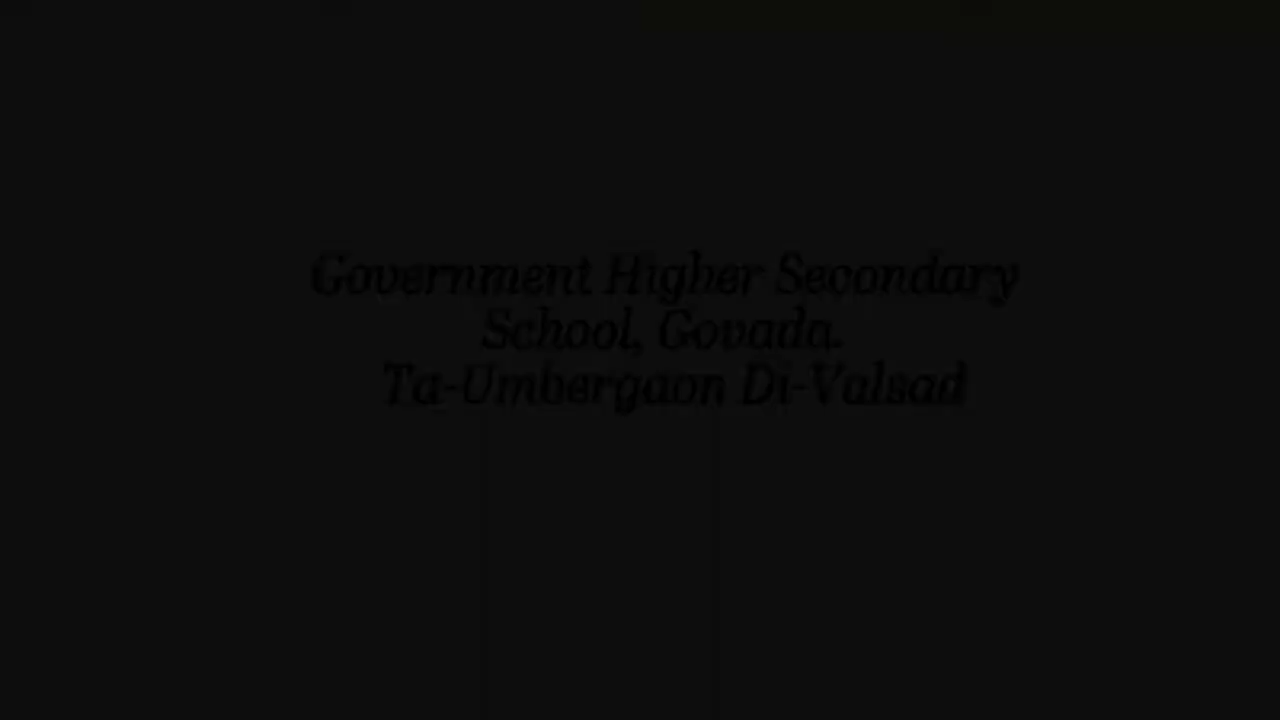 Government Higher Secondary
School, Govada.
Ta-Umbergaon Di-Valsad